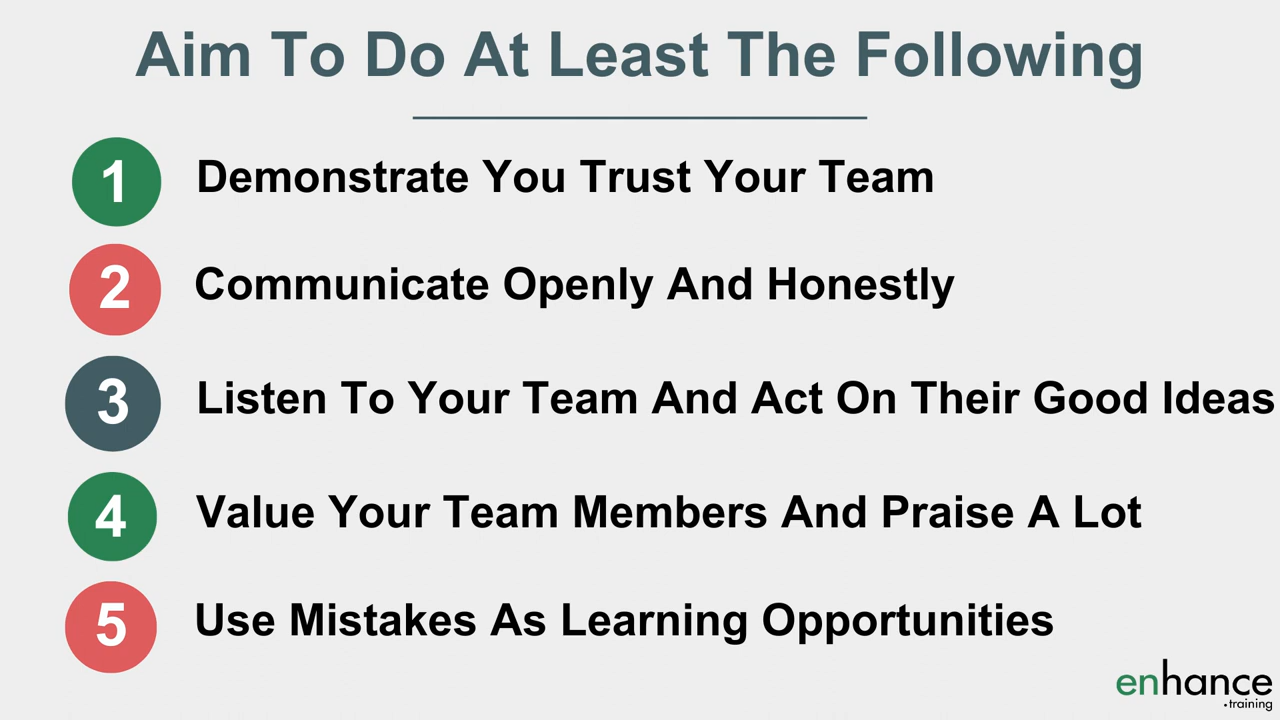 Aim To Do At Least The Following
1 Demonstrate You Trust Your Team
2 Communicate Openly And Honestly
3 Listen To Your Team And Act On Their Good Ideas
4 Value Your Team Members And Praise A Lot
5 Use Mistakes As Learning Opportunities
enhance
•training